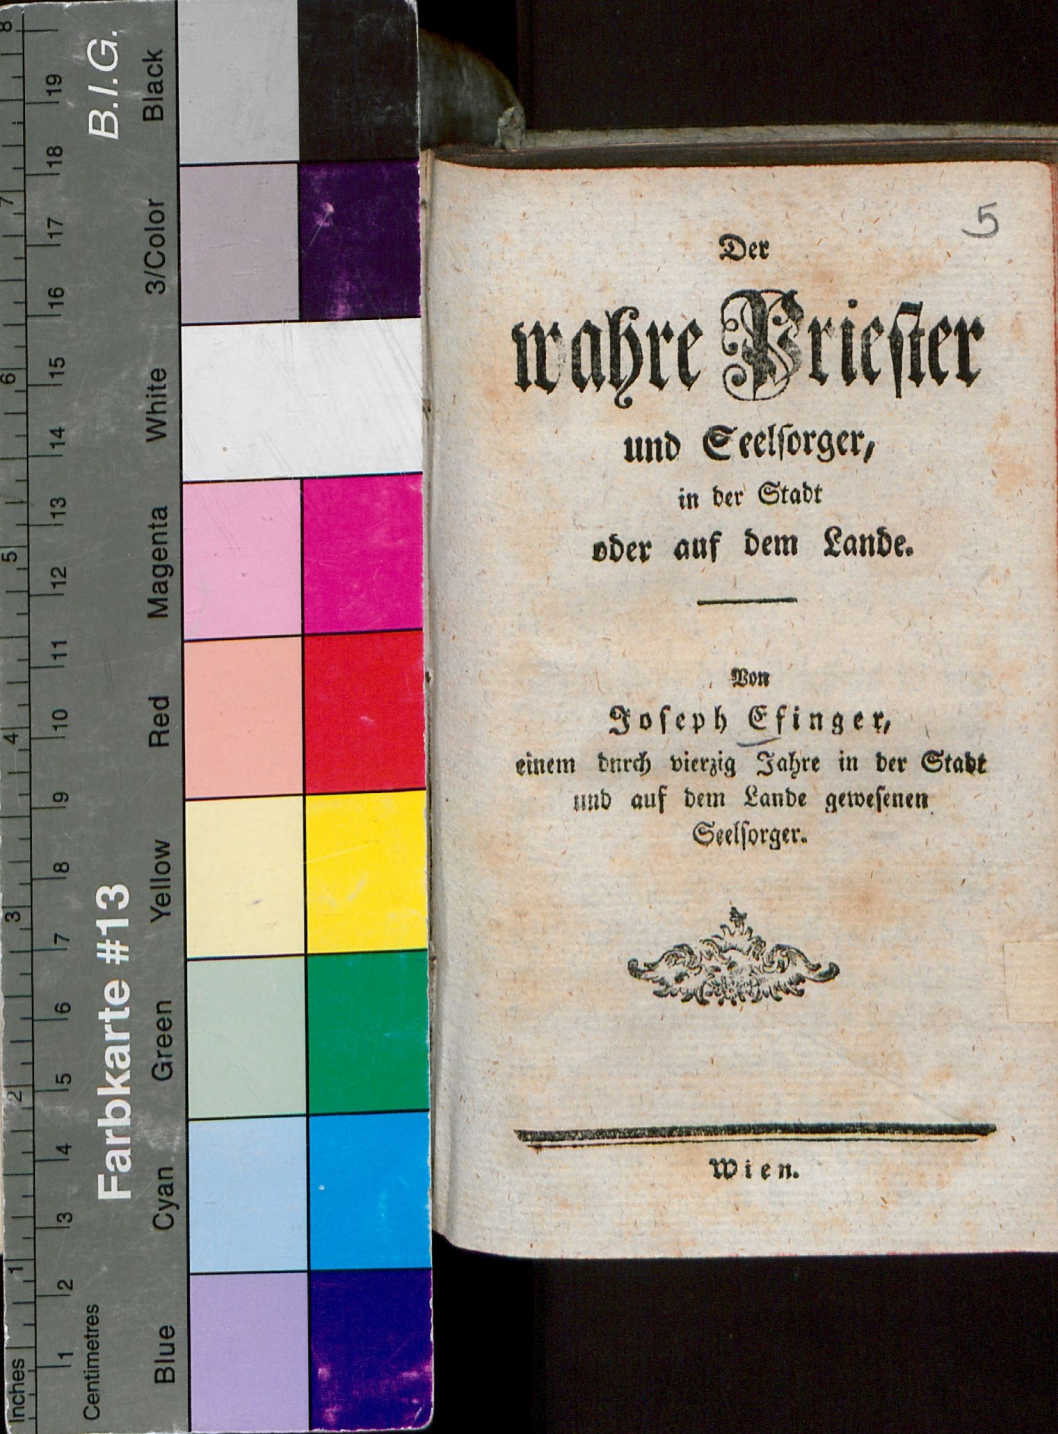 5
Der
wahre Prieſter
und Seelſorger,
in der Stadt
oder auf dem Lande.
Von
Joſeph Efinger,
einem durch vierzig Jahre in der Stadt
und auf dem Lande geweſenen
Seelſorger.
Wien.
B.I.G.
Farbkarte #13
Black
3/Color
White
Magenta
Red
Yellow
Green
Cyan
Blue
Centimetres
1 2 3 4 5 6 7 8 9 10 11 12 13 14 15 16 17 18 19
Inches
1 2 3 4 5 6 7 8